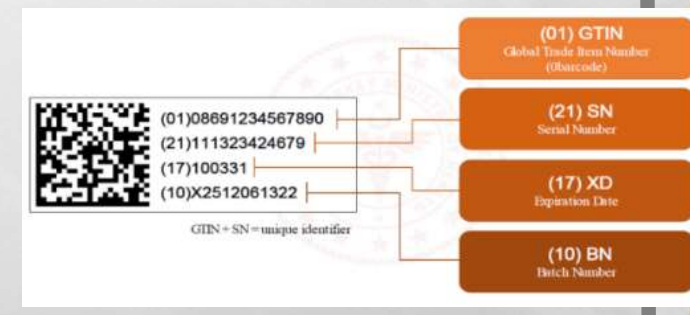 (01)08691234567890
(21)111323424679
(17)100331
(10)X2512061322
GTIN + SN = unique identifier
(01) GTIN
Global Trade Item Number
(0barcode)
(21) SN
Serial Number
(17) XD
Expiration Date
(10) BN
Batch Number